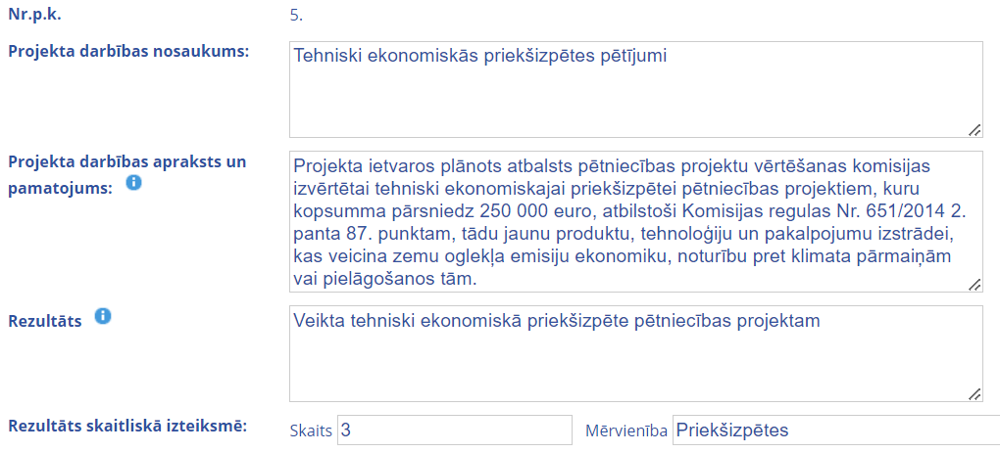 Nr.p.k. 5.
Projekta darbības nosaukums: Tehniski ekonomiskās priekšizpētes pētījumi
Projekta darbības apraksts un pamatojums:
Projekta ietvaros plānots atbalsts pētniecības projektu vērtēšanas komisijas
izvērtētai tehniski ekonomiskajai priekšizpētei pētniecības projektiem, kuru
kopsumma pārsniedz 250 000 euro, atbilstoši Komisijas regulas Nr. 651/2014 2.
panta 87. punktam, tādu jaunu produktu, tehnoloģiju un pakalpojumu izstrādei,
kas veicina zemu oglekļa emisiju ekonomiku, noturību pret klimata pārmaiņām
vai pielāgošanos tām.
Rezultāts Veikta tehniski ekonomiskā priekšizpēte pētniecības projektam
Rezultāts skaitliskā izteiksmē: Skaits 3 Mērvienība Priekšizpētes